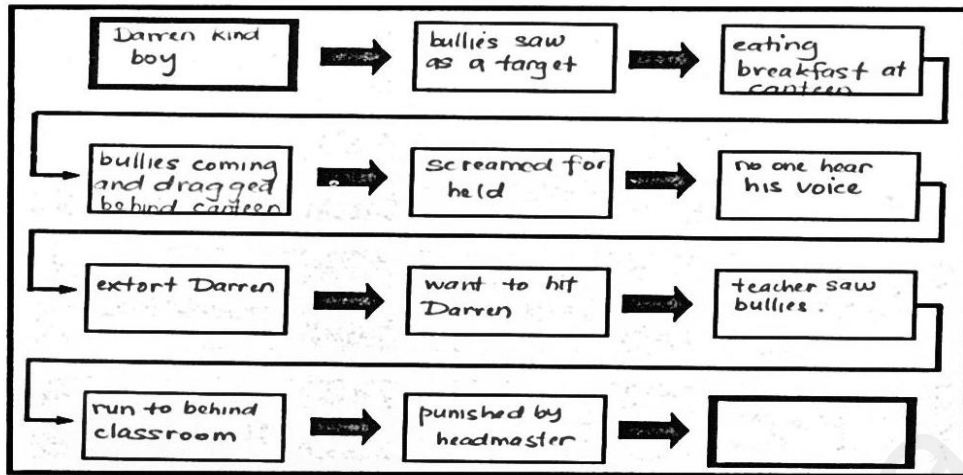 Darren kind
boy
bullies saw
as a target
eating
breakfast at
canteen
bullies coming
and dragged
behind canteen
screamed for
held
no one hear
his voice
extort Darren
want to hit
Darren
teacher saw
bullies.
run to behind
classroom
punished by
headmaster